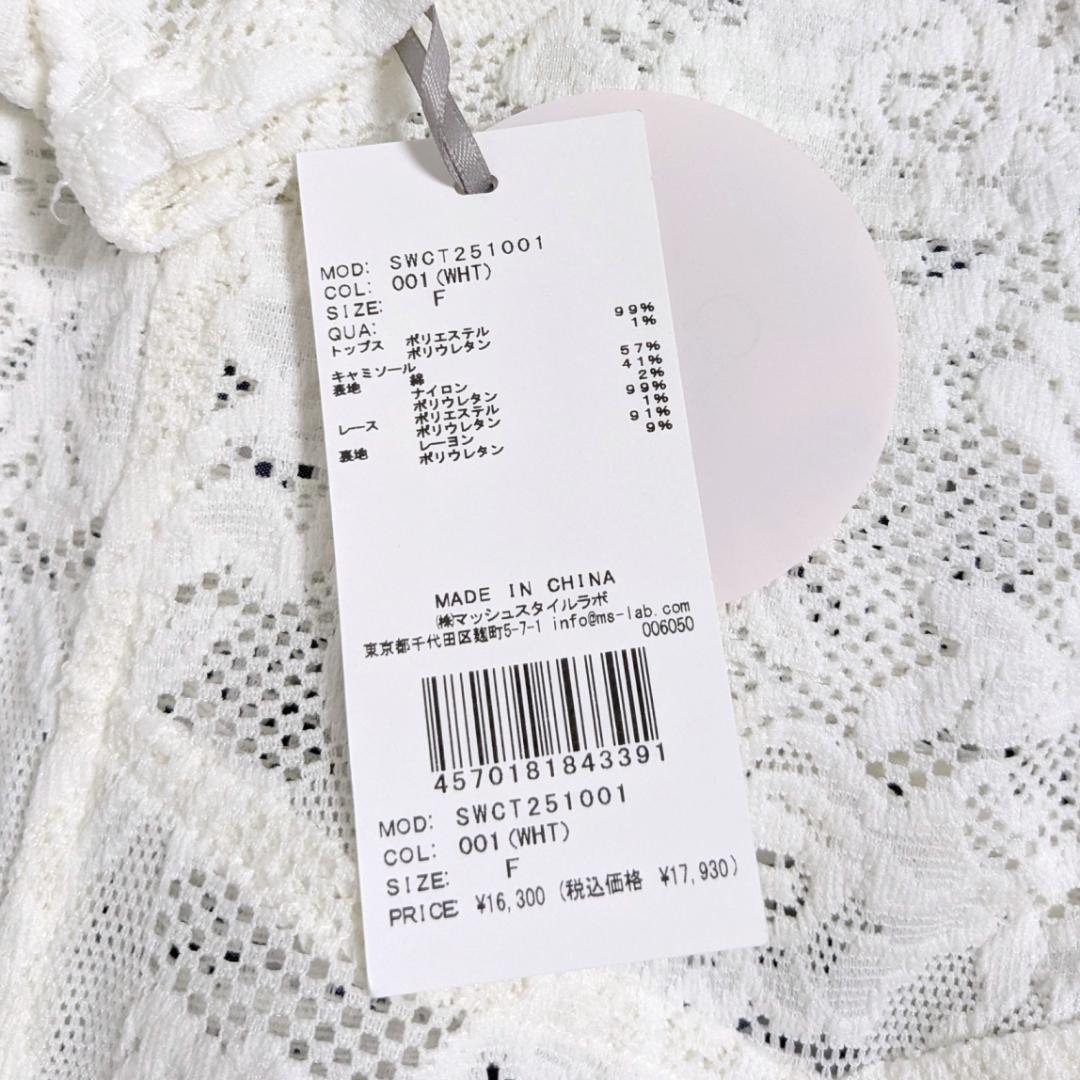 MOD: SWCT251001
COL: 001(WHT)
SIZE: F
QUA:
トップス ポリエステル 99%
ポリウレタン 1%
キャミソール
表地 綿 57%
ナイロン 41%
ポリウレタン 2%
レース ポリエステル 99%
ポリウレタン 1%
裏地 レーヨン 91%
ポリウレタン 9%
MADE IN CHINA
㈱マッシュスタイルラボ
東京都千代田区麹町5-7-1 info@ms-lab.com
006050
4570181843391
MOD: SWCT251001
COL: 001(WHT)
SIZE: F
PRICE: ¥16,300 (税込価格 ¥17,930)